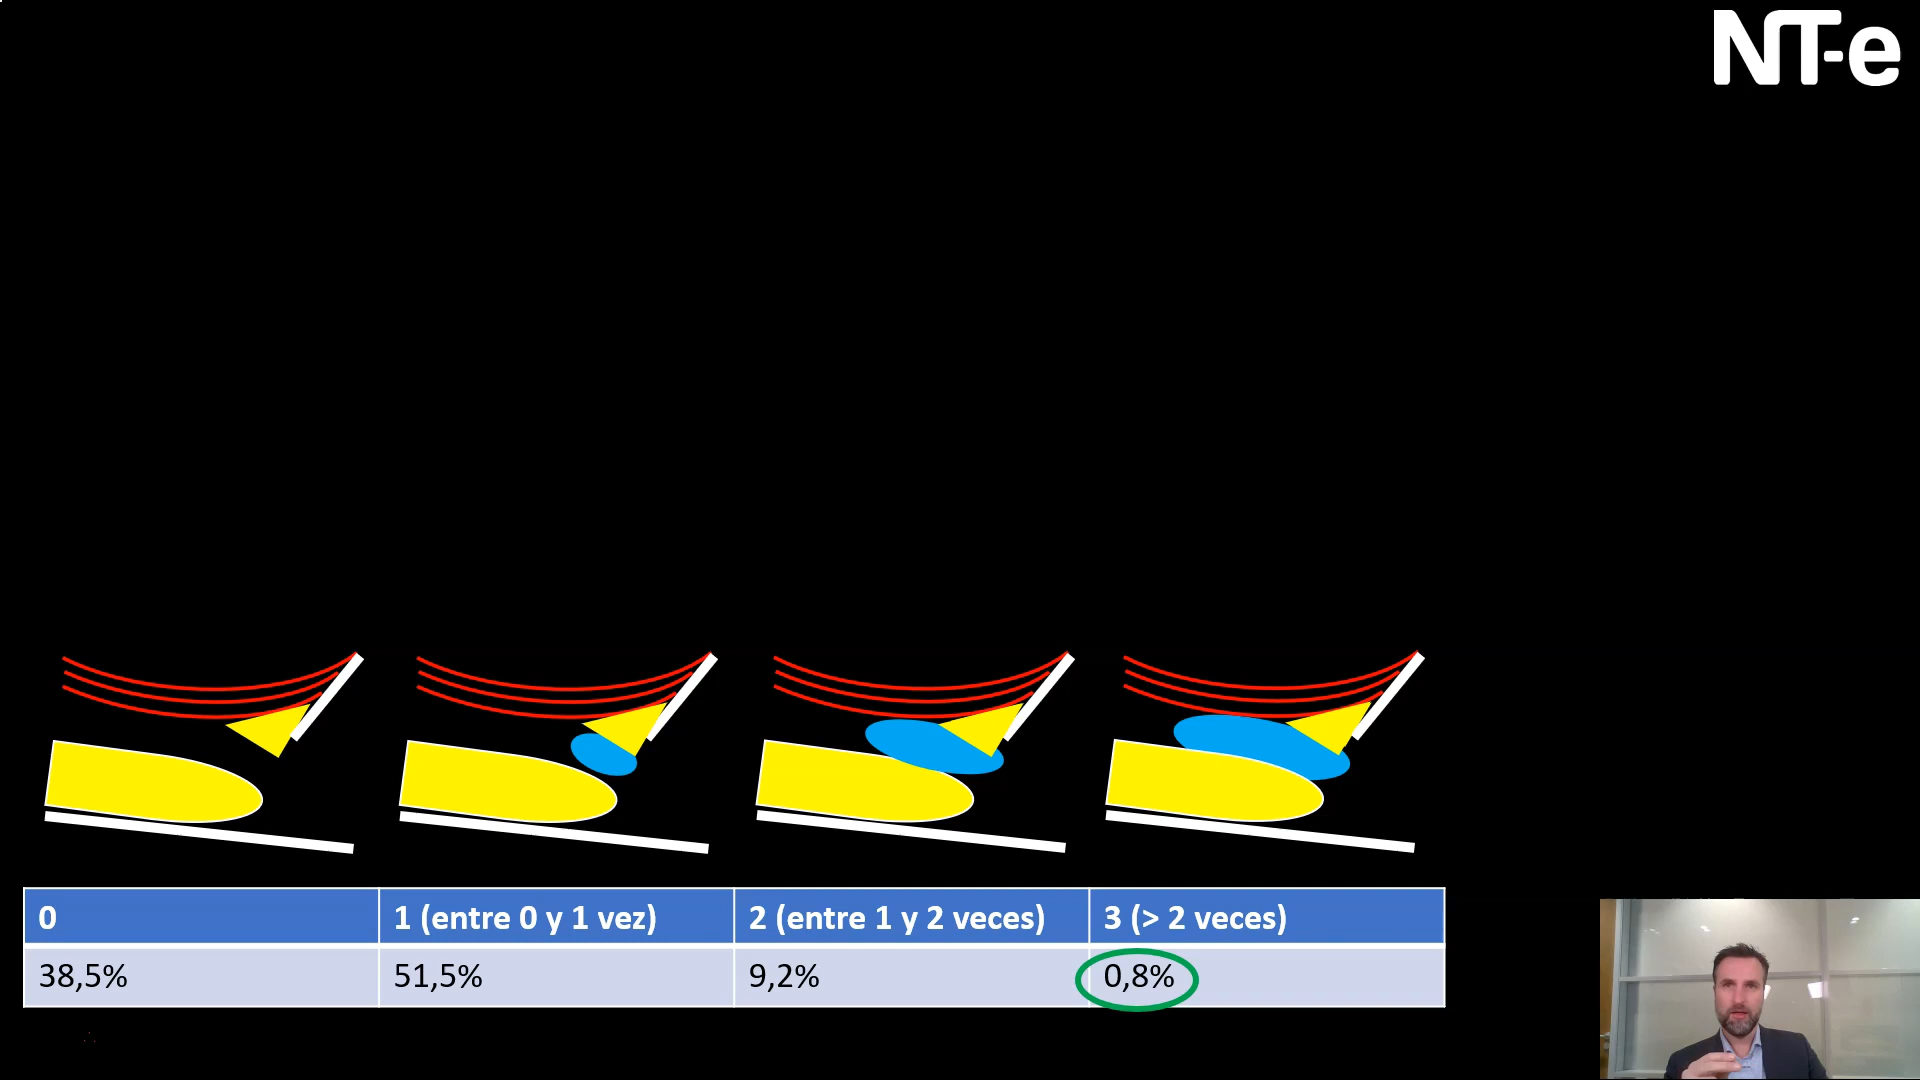 NT-e
0
1 (entre 0 y 1 vez)
2 (entre 1 y 2 veces)
3 (> 2 veces)
38,5%
51,5%
9,2%
0,8%